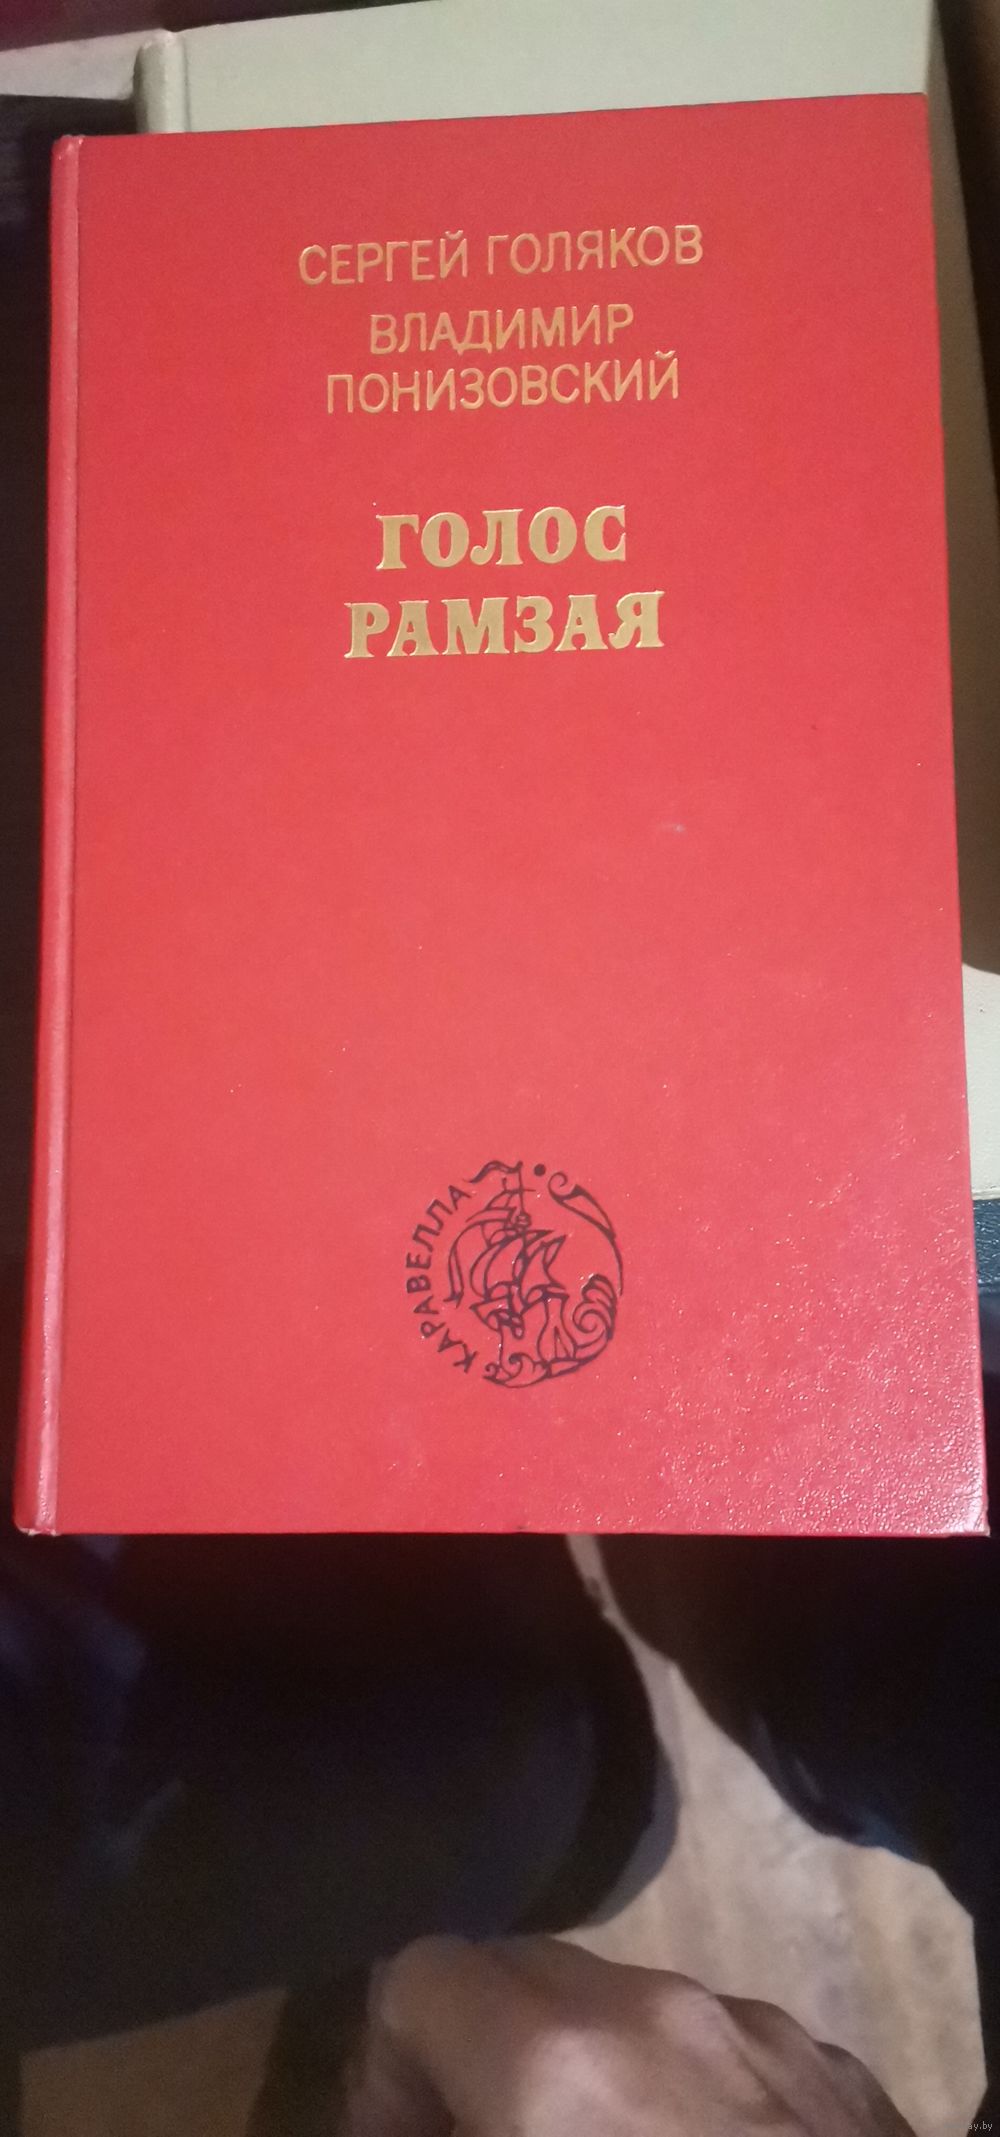 СЕРГЕЙ ГОЛЯКОВ
ВЛАДИМИР
ПОНИЗОВСКИЙ
ГОЛОС
РАМЗАЯ
КАРАВЕЛЛА